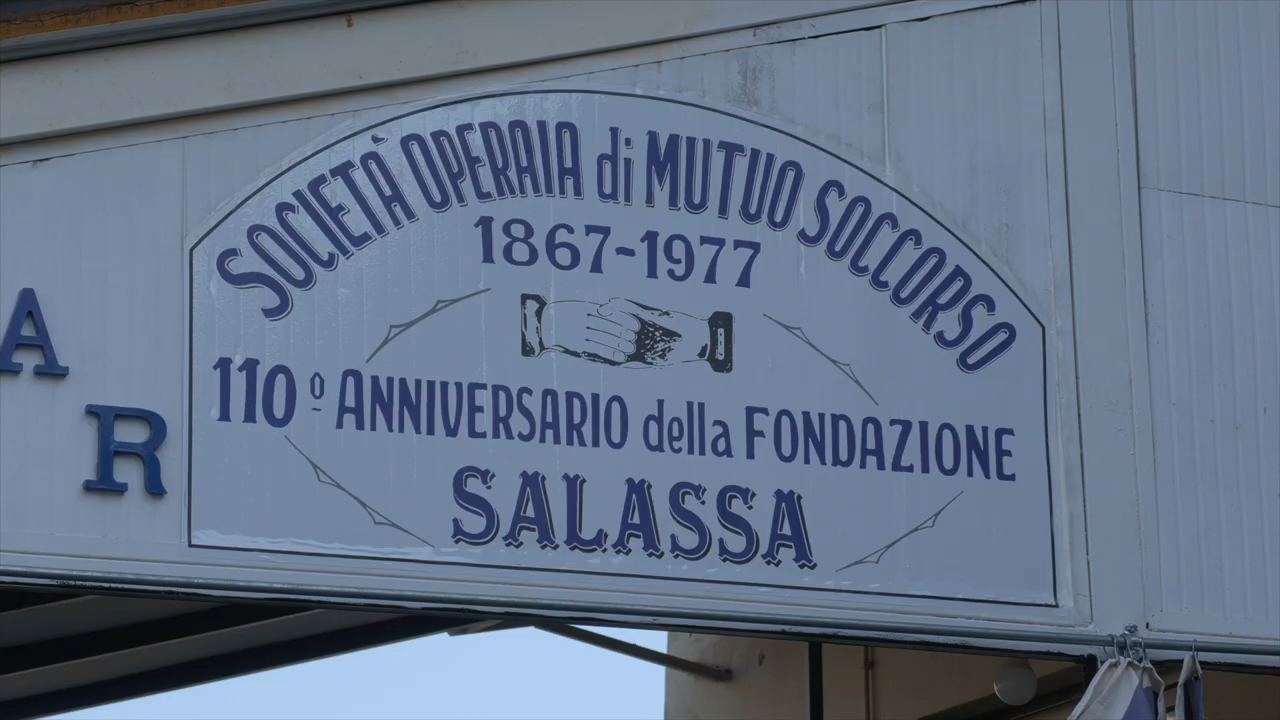 SOCIETÀ OPERAIA di MUTUO SOCCORSO
1867-1977
110º ANNIVERSARIO della FONDAZIONE
SALASSA
A
R